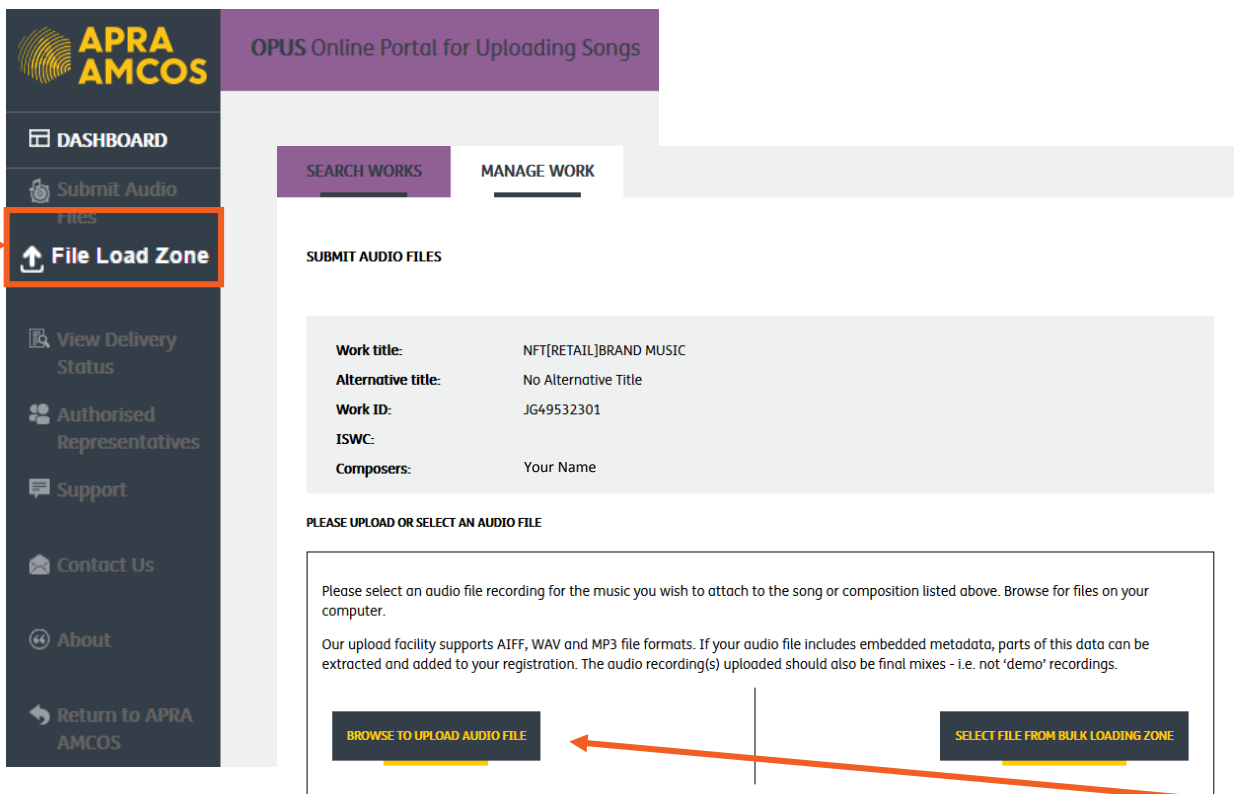 APRA
AMCOS
OPUS Online Portal for Uploading Songs
DASHBOARD
Submit Audio
Files
File Load Zone
View Delivery
Status
Authorised
Representatives
Support
Contact Us
About
Return to APRA
AMCOS
SEARCH WORKS
MANAGE WORK
SUBMIT AUDIO FILES
Work title: NFT[RETAIL]BRAND MUSIC
Alternative title: No Alternative Title
Work ID: JG49532301
ISWC:
Composers: Your Name
PLEASE UPLOAD OR SELECT AN AUDIO FILE
Please select an audio file recording for the music you wish to attach to the song or composition listed above. Browse for files on your
computer.
Our upload facility supports AIFF, WAV and MP3 file formats. If your audio file includes embedded metadata, parts of this data can be
extracted and added to your registration. The audio recording(s) uploaded should also be final mixes - i.e. not ‘demo’ recordings.
BROWSE TO UPLOAD AUDIO FILE
SELECT FILE FROM BULK LOADING ZONE